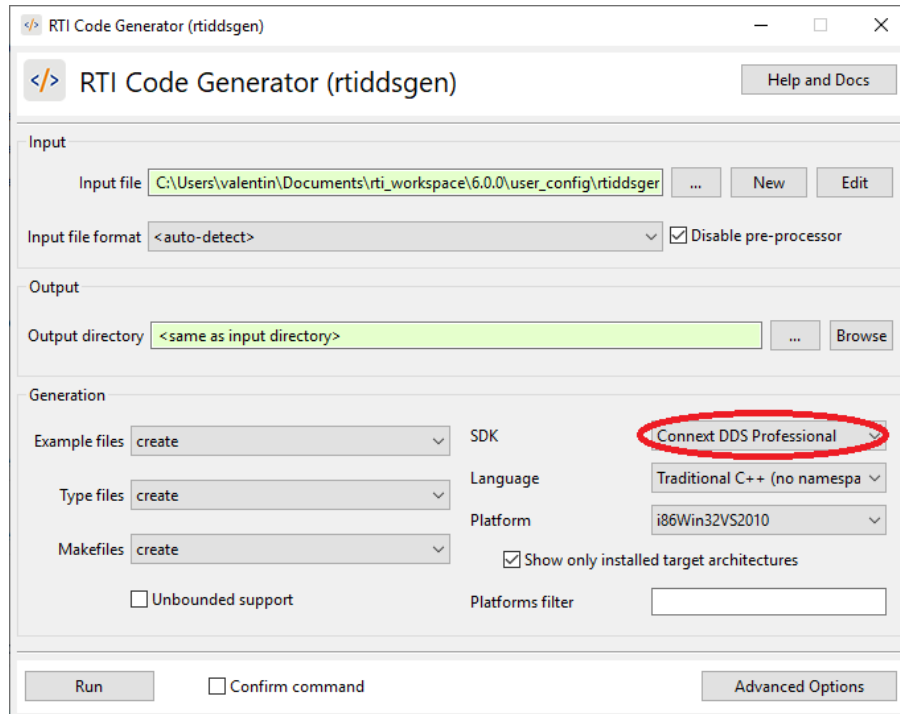 RTI Code Generator (rtiddsgen)
RTI Code Generator (rtiddsgen)
Help and Docs
Input
Input file C:\Users\valentin\Documents\rti_workspace\6.0.0\user_config\rtiddsger ... New Edit
Input file format <auto-detect> Disable pre-processor
Output
Output directory <same as input directory> ... Browse
Generation
Example files create
Type files create
Makefiles create
Unbounded support
SDK Connext DDS Professional
Language Traditional C++ (no namespa
Platform i86Win32VS2010
Show only installed target architectures
Platforms filter
Run Confirm command Advanced Options